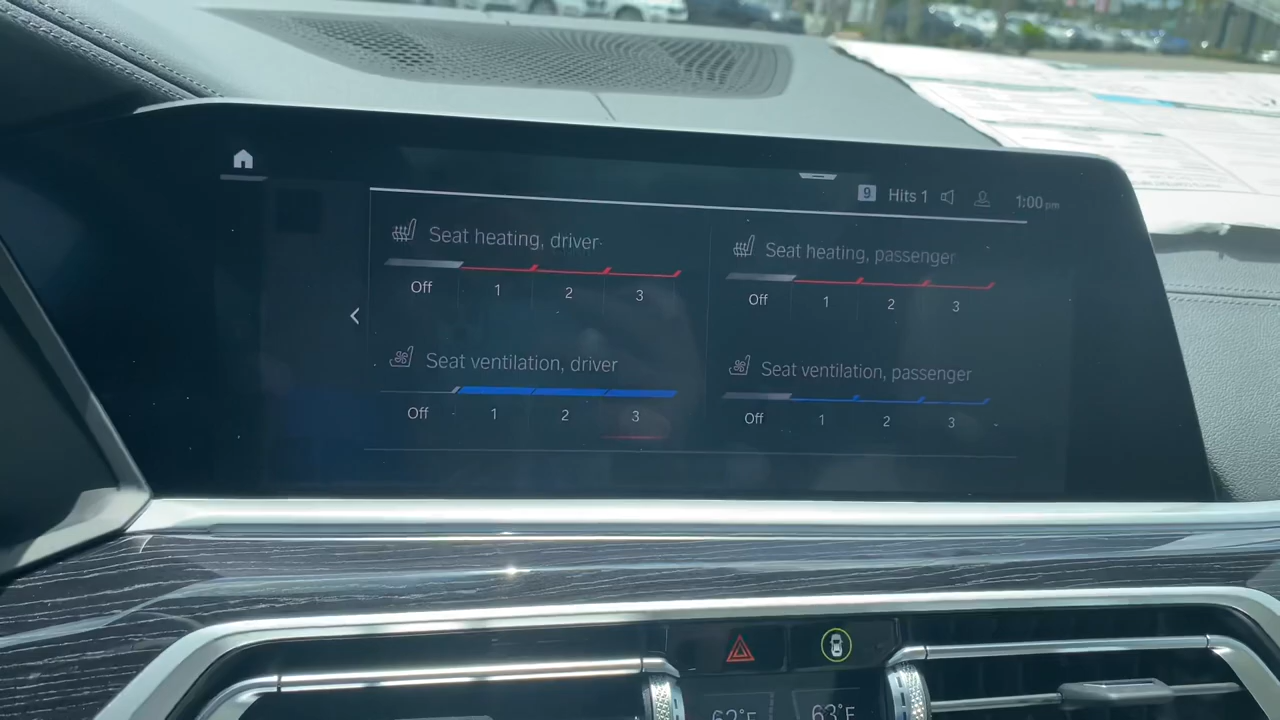 9 Hits 1 1:00 pm
Seat heating, driver
Off 1 2 3
Seat heating, passenger
Off 1 2 3
Seat ventilation, driver
Off 1 2 3
Seat ventilation, passenger
Off 1 2 3
62°F 63°F